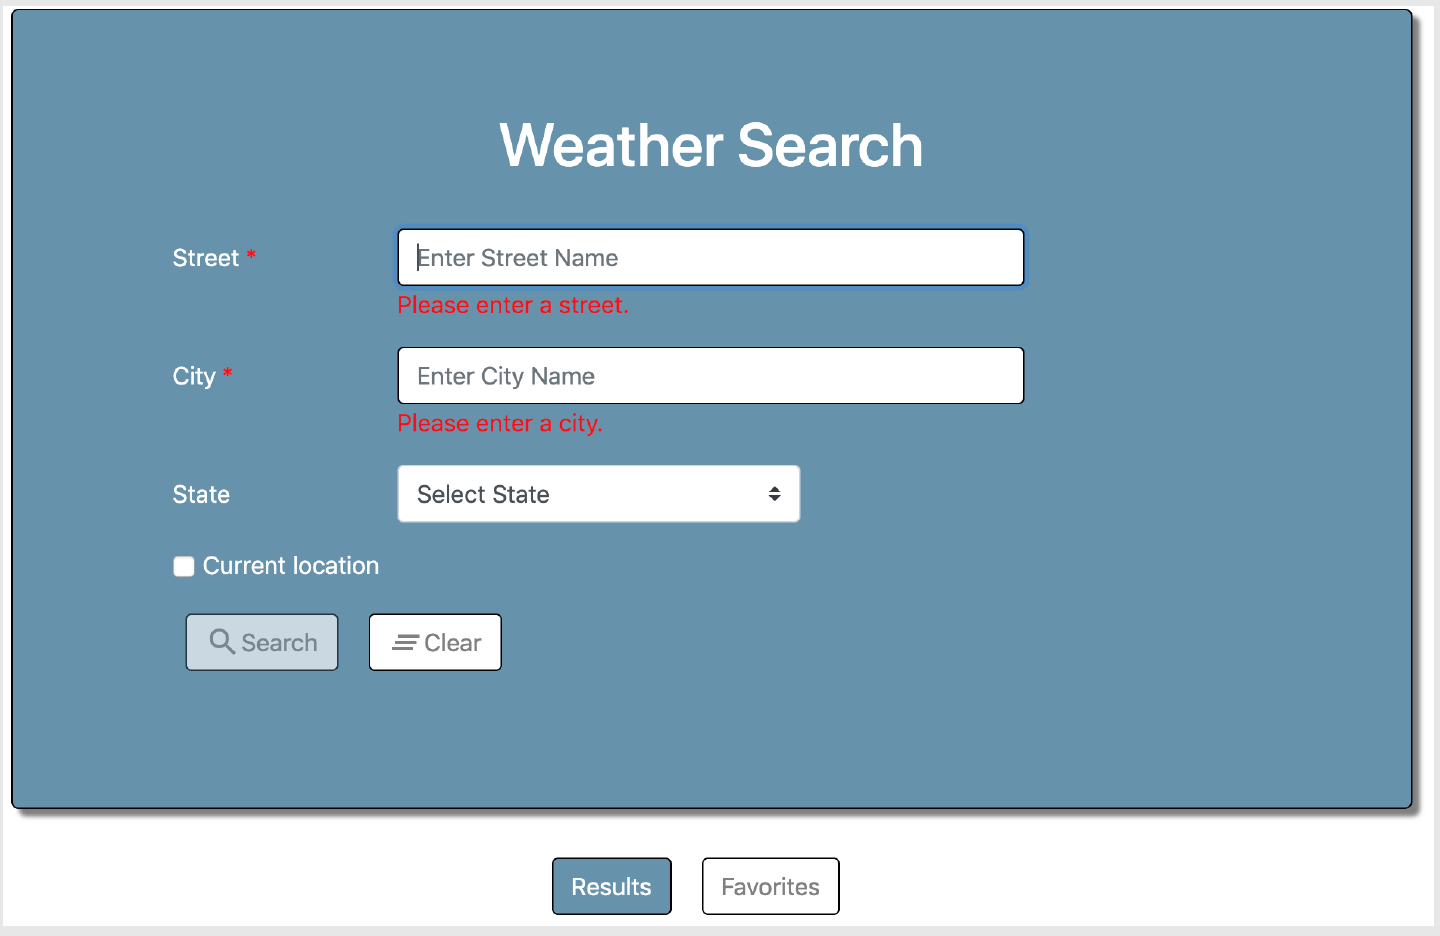 Weather Search
Street *
Enter Street Name
Please enter a street.
City *
Enter City Name
Please enter a city.
State
Select State
Current location
Search
Clear
Results
Favorites